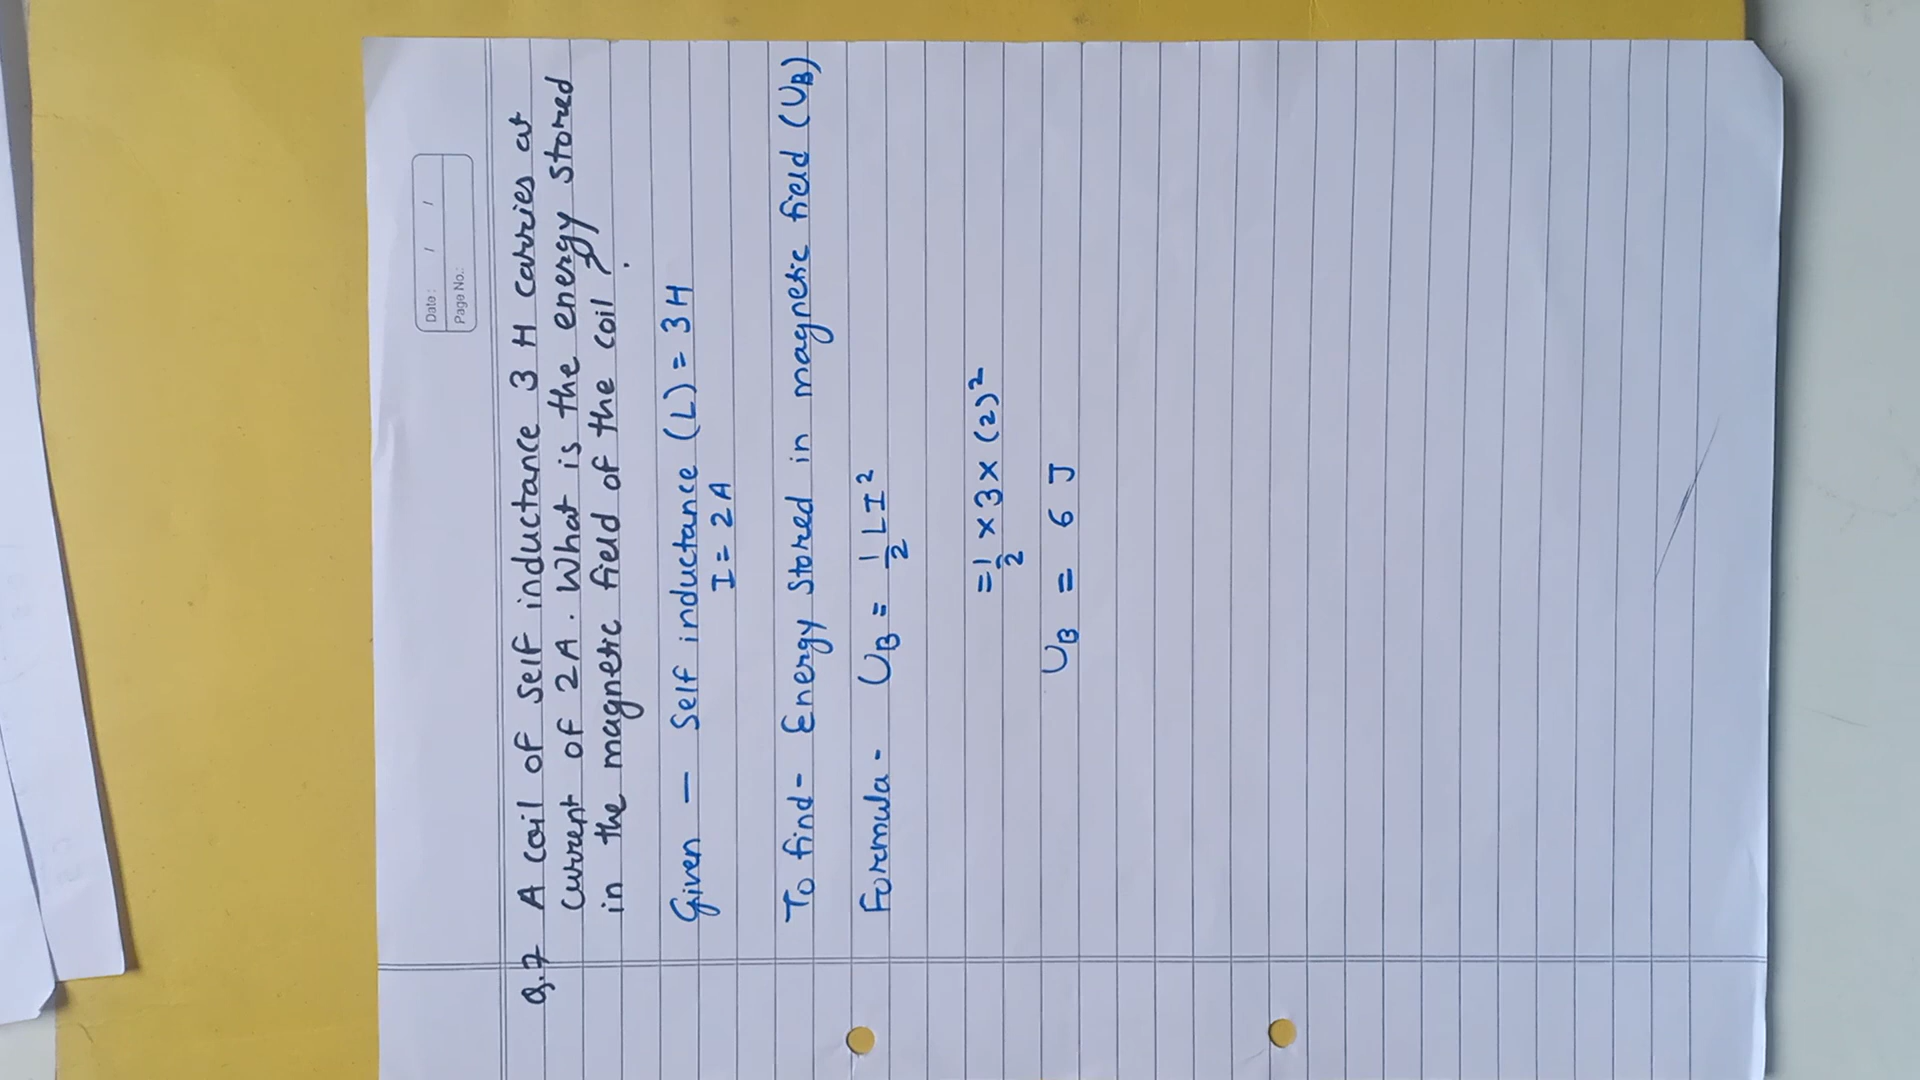 Date: / /
Page No.:
Q.7 A coil of self inductance 3 H carries at
current of 2A. What is the energy stored
in the magnetic field of the coil ?
Given — Self inductance (L) = 3H
I = 2A
To find - Energy stored in magnetic field (UB)
Formula - UB = 1/2 LI²
= 1/2 × 3 × (2)²
UB = 6 J